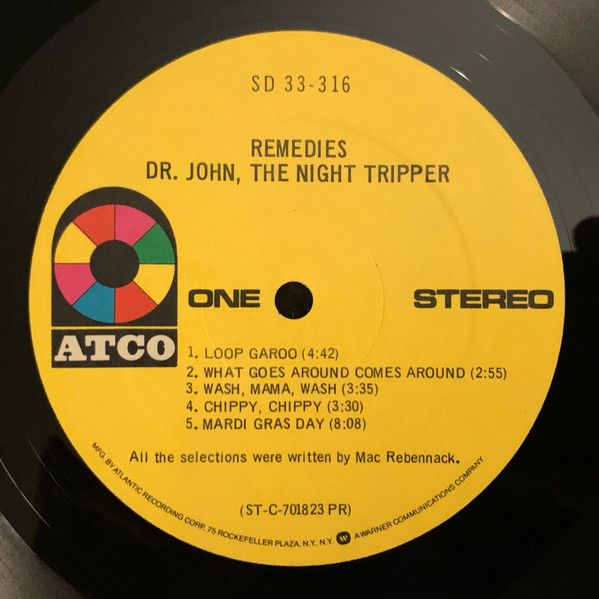 SD 33-316
REMEDIES
DR. JOHN, THE NIGHT TRIPPER
ATCO
ONE
STEREO
1. LOOP GAROO (4:42)
2. WHAT GOES AROUND COMES AROUND (2:55)
3. WASH, MAMA, WASH (3:35)
4. CHIPPY, CHIPPY (3:30)
5. MARDI GRAS DAY (8:08)
All the selections were written by Mac Rebennack.
(ST-C-701823 PR)
MFG. BY ATLANTIC RECORDING CORP. 75 ROCKEFELLER PLAZA, N.Y., N.Y. W A WARNER COMMUNICATIONS COMPANY